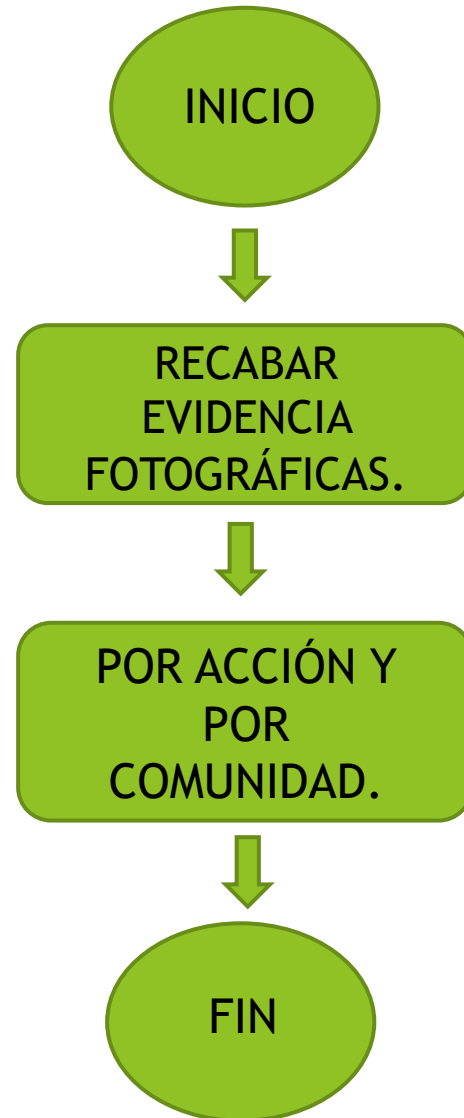 INICIO
RECABAR
EVIDENCIA
FOTOGRÁFICAS.
POR ACCIÓN Y
POR
COMUNIDAD.
FIN